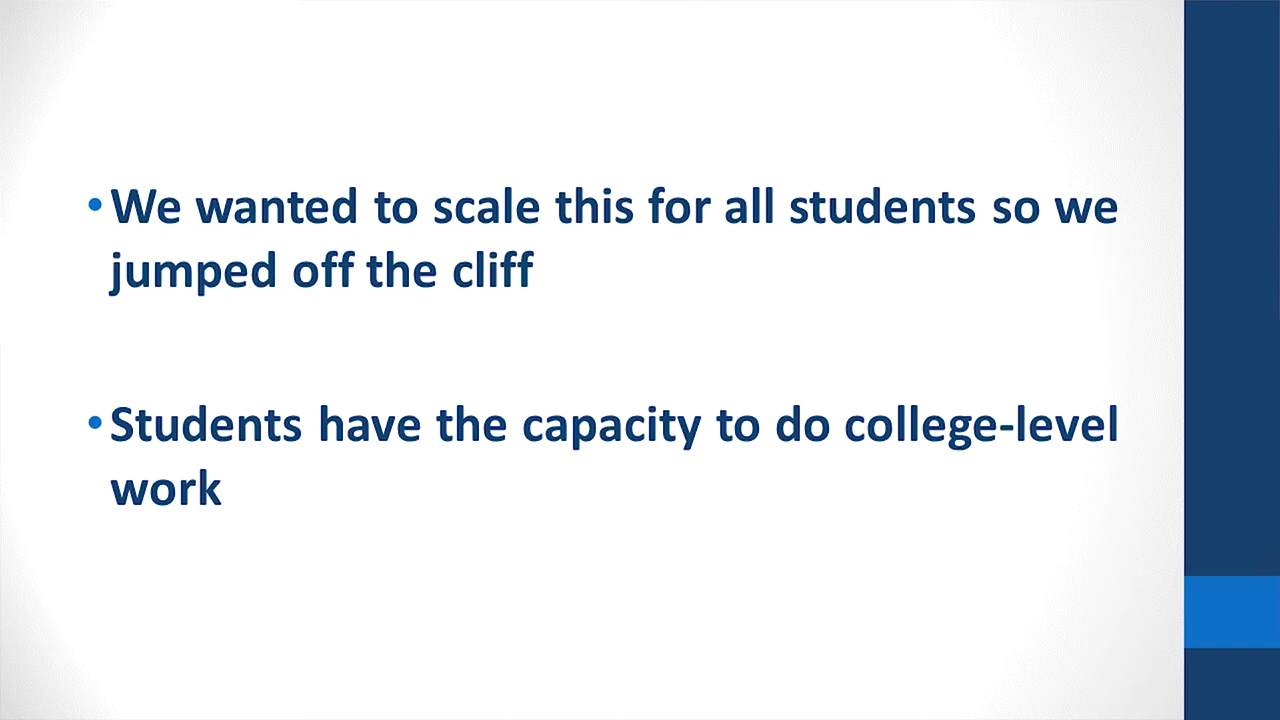 • We wanted to scale this for all students so we
jumped off the cliff
• Students have the capacity to do college-level
work